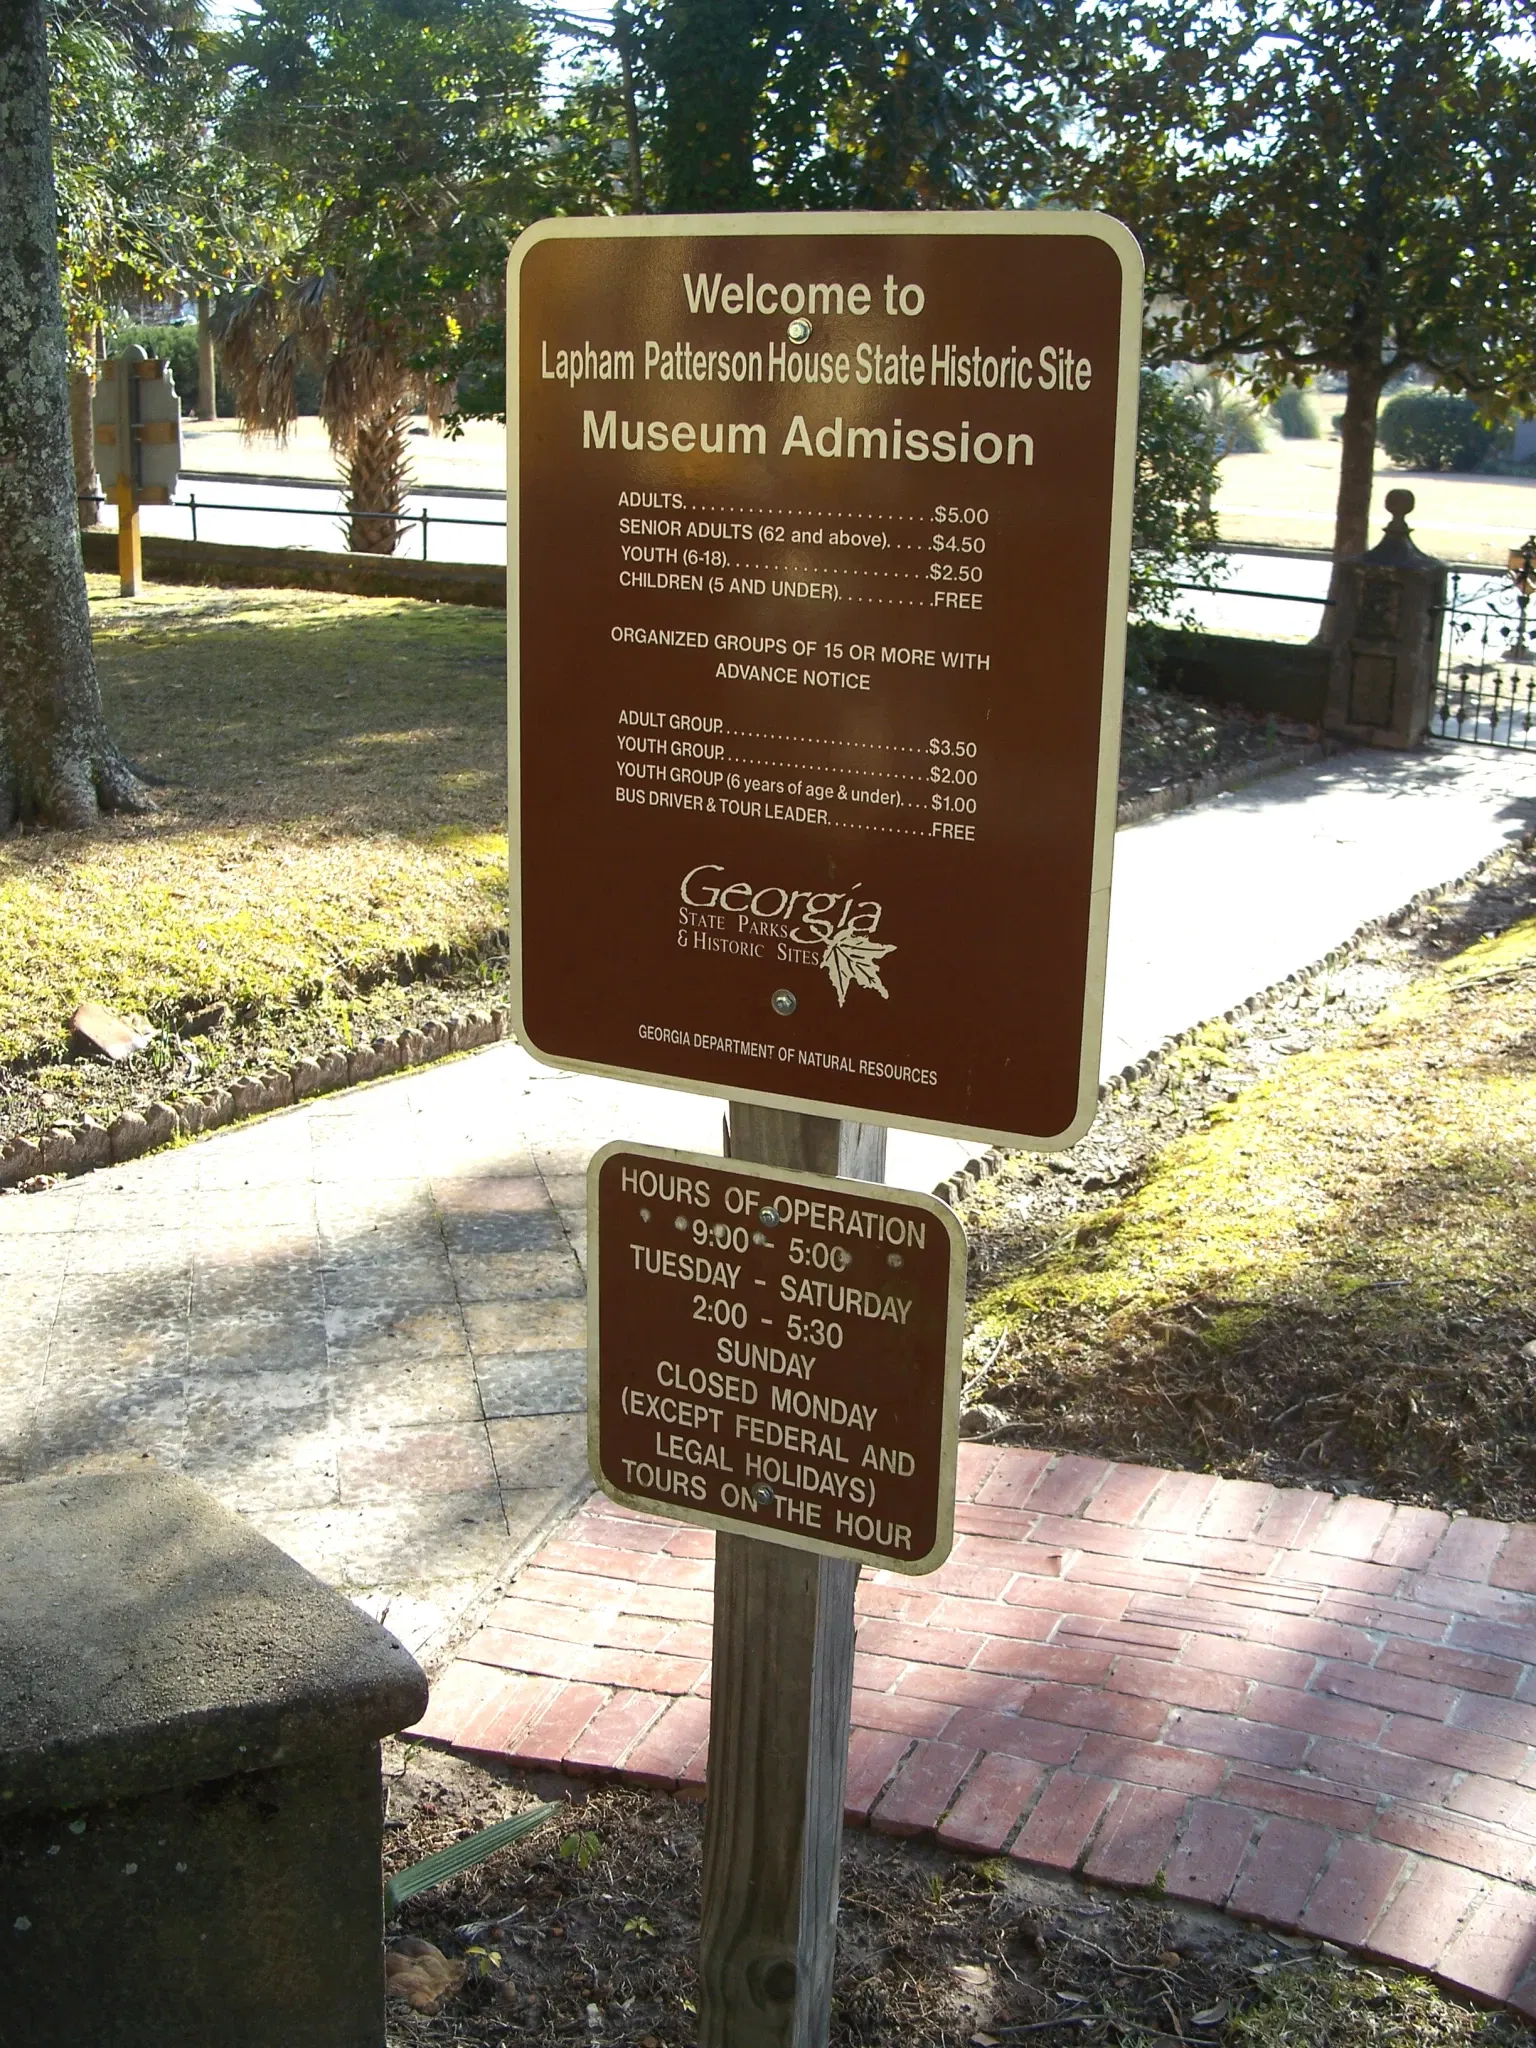 Welcome to
Lapham Patterson House State Historic Site
Museum Admission
ADULTS..........................$5.00
SENIOR ADULTS (62 and above).....$4.50
YOUTH (6-18).....................$2.50
CHILDREN (5 AND UNDER)..........FREE
ORGANIZED GROUPS OF 15 OR MORE WITH
ADVANCE NOTICE
ADULT GROUP..........................$3.50
YOUTH GROUP..........................$2.00
YOUTH GROUP (6 years of age & under)....$1.00
BUS DRIVER & TOUR LEADER.............FREE
Georgia
STATE PARKS
& HISTORIC SITES
GEORGIA DEPARTMENT OF NATURAL RESOURCES
HOURS OF OPERATION
9:00 - 5:00
TUESDAY - SATURDAY
2:00 - 5:30
SUNDAY
CLOSED MONDAY
(EXCEPT FEDERAL AND
LEGAL HOLIDAYS)
TOURS ON THE HOUR